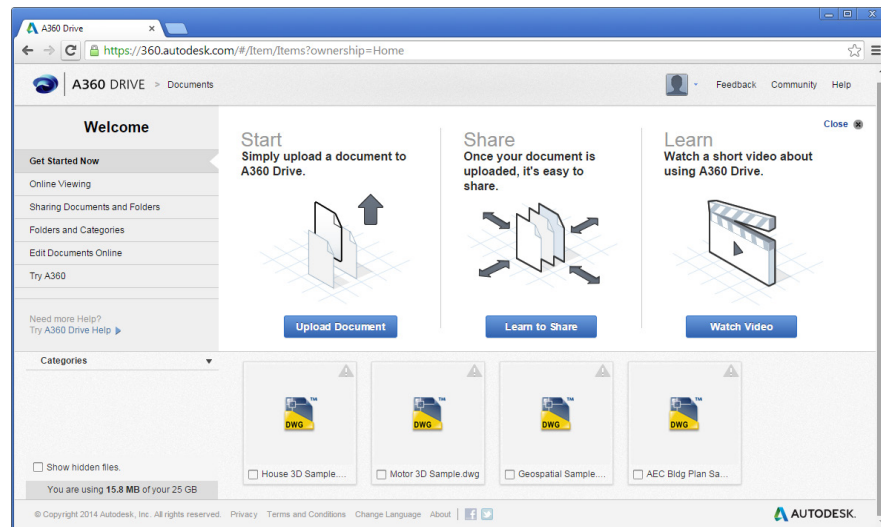 A360 Drive
https://360.autodesk.com/#/Item/Items?ownership=Home
A360 DRIVE > Documents
Feedback Community Help
Welcome
Get Started Now
Online Viewing
Sharing Documents and Folders
Folders and Categories
Edit Documents Online
Try A360
Need more Help?
Try A360 Drive Help
Close
Start
Simply upload a document to
A360 Drive.
Upload Document
Share
Once your document is
uploaded, it's easy to
share.
Learn to Share
Learn
Watch a short video about
using A360 Drive.
Watch Video
Categories
Show hidden files.
You are using 15.8 MB of your 25 GB
DWG TM
House 3D Sample....
DWG TM
Motor 3D Sample.dwg
DWG TM
Geospatial Sample....
DWG TM
AEC Bldg Plan Sa...
© Copyright 2014 Autodesk, Inc. All rights reserved. Privacy Terms and Conditions Change Language About
AUTODESK.